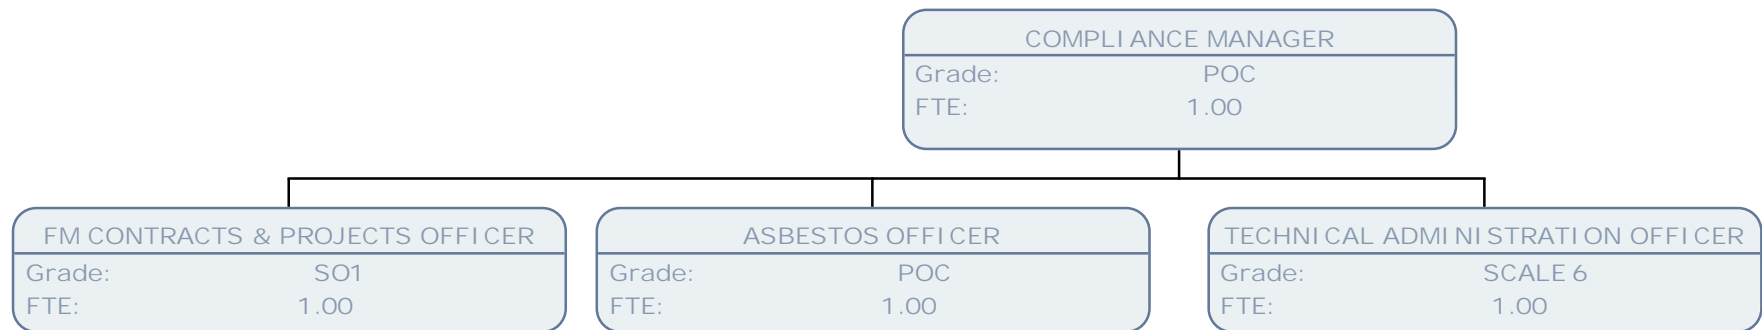 COMPLIANCE MANAGER
Grade: POC
FTE: 1.00
FM CONTRACTS & PROJECTS OFFICER
Grade: SO1
FTE: 1.00
ASBESTOS OFFICER
Grade: POC
FTE: 1.00
TECHNICAL ADMINISTRATION OFFICER
Grade: SCALE 6
FTE: 1.00